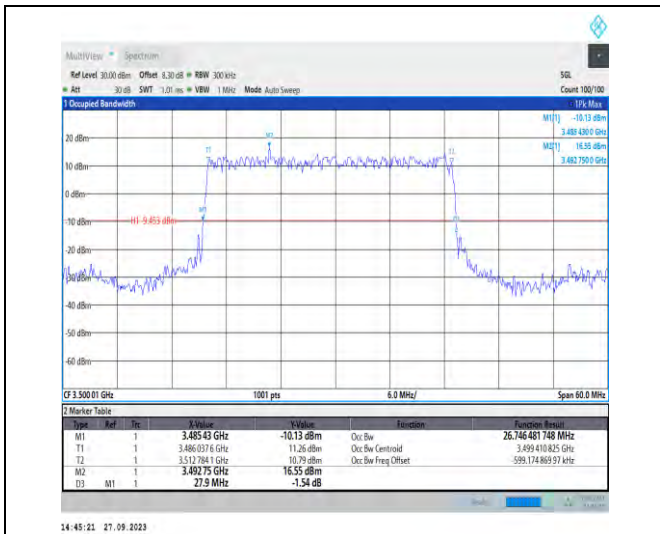 MultiView Spectrum
Ref Level 30.00 dBm Offset 8.30 dB RBW 300 kHz SGL
Att 30 dB SWT 1.01 ms VBW 1 MHz Mode Auto Sweep Count 100/100
1 Occupied Bandwidth 1Pk Max
M1[1] -10.13 dBm
3.485 430 0 GHz
M2[1] 16.55 dBm
3.492 750 0 GHz
M2
20 dBm
T1
10 dBm
0 dBm
M1
-10 dBm
H1 -9.453 dBm
-20 dBm
-40 dBm
-50 dBm
-60 dBm
CF 3.500 01 GHz 1001 pts 6.0 MHz/ Span 60.0 MHz
2 Marker Table
Type Ref Trc X-Value Y-Value Function Function Result
M1 1 3.485 43 GHz -10.13 dBm Occ Bw 26.746 481 748 MHz
T1 1 3.486 037 6 GHz 11.26 dBm Occ Bw Centroid 3.499 410 825 GHz
T2 1 3.512 784 1 GHz 10.79 dBm Occ Bw Freq Offset -599.174 869 97 kHz
M2 1 3.492 75 GHz 16.55 dBm
D3 M1 1 27.9 MHz -1.54 dB
14:45:21 27.09.2023